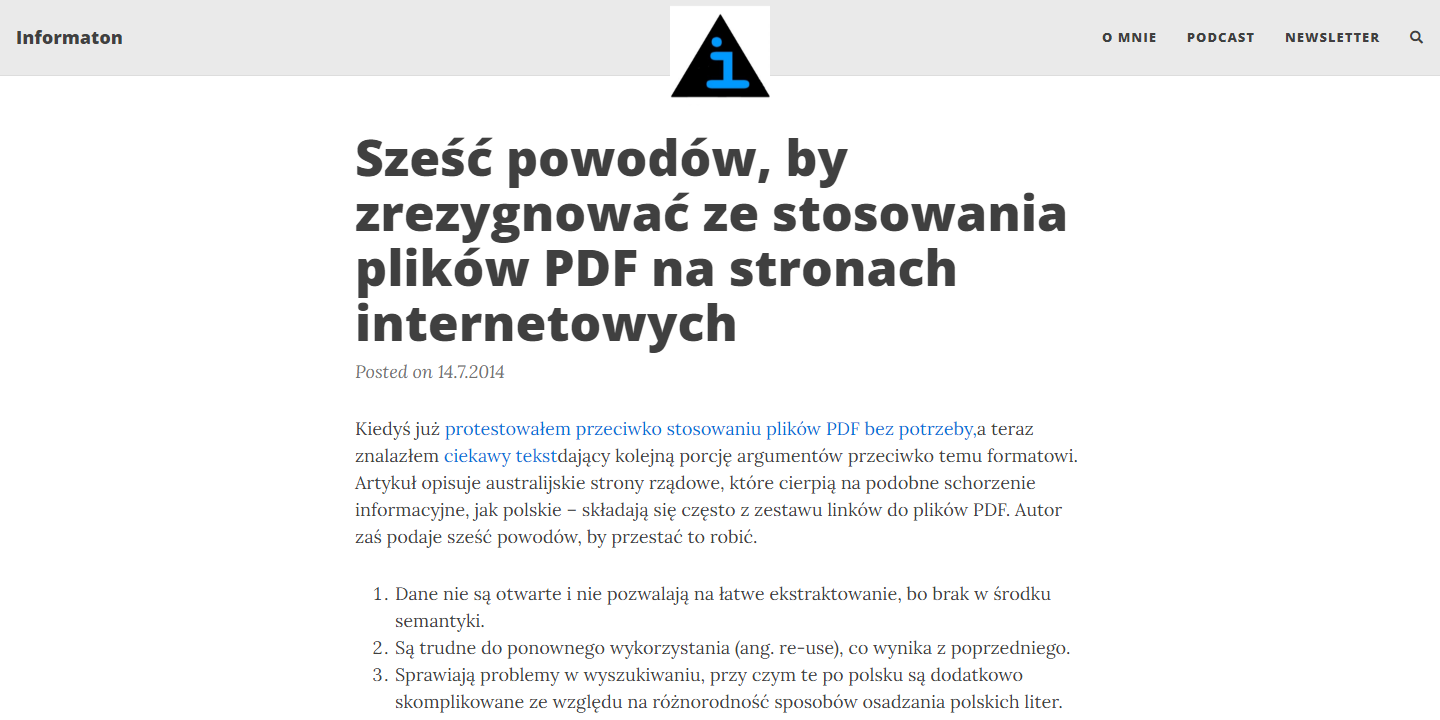 Informaton
i
O MNIE
PODCAST
NEWSLETTER
Sześć powodów, by
zrezygnować ze stosowania
plików PDF na stronach
internetowych
Posted on 14.7.2014
Kiedyś już protestowałem przeciwko stosowaniu plików PDF bez potrzeby,a teraz
znalazłem ciekawy tekstdający kolejną porcję argumentów przeciwko temu formatowi.
Artykuł opisuje australijskie strony rządowe, które cierpią na podobne schorzenie
informacyjne, jak polskie – składają się często z zestawu linków do plików PDF. Autor
zaś podaje sześć powodów, by przestać to robić.
1. Dane nie są otwarte i nie pozwalają na łatwe ekstraktowanie, bo brak w środku
semantyki.
2. Są trudne do ponownego wykorzystania (ang. re-use), co wynika z poprzedniego.
3. Sprawiają problemy w wyszukiwaniu, przy czym te po polsku są dodatkowo
skomplikowane ze względu na różnorodność sposobów osadzania polskich liter.